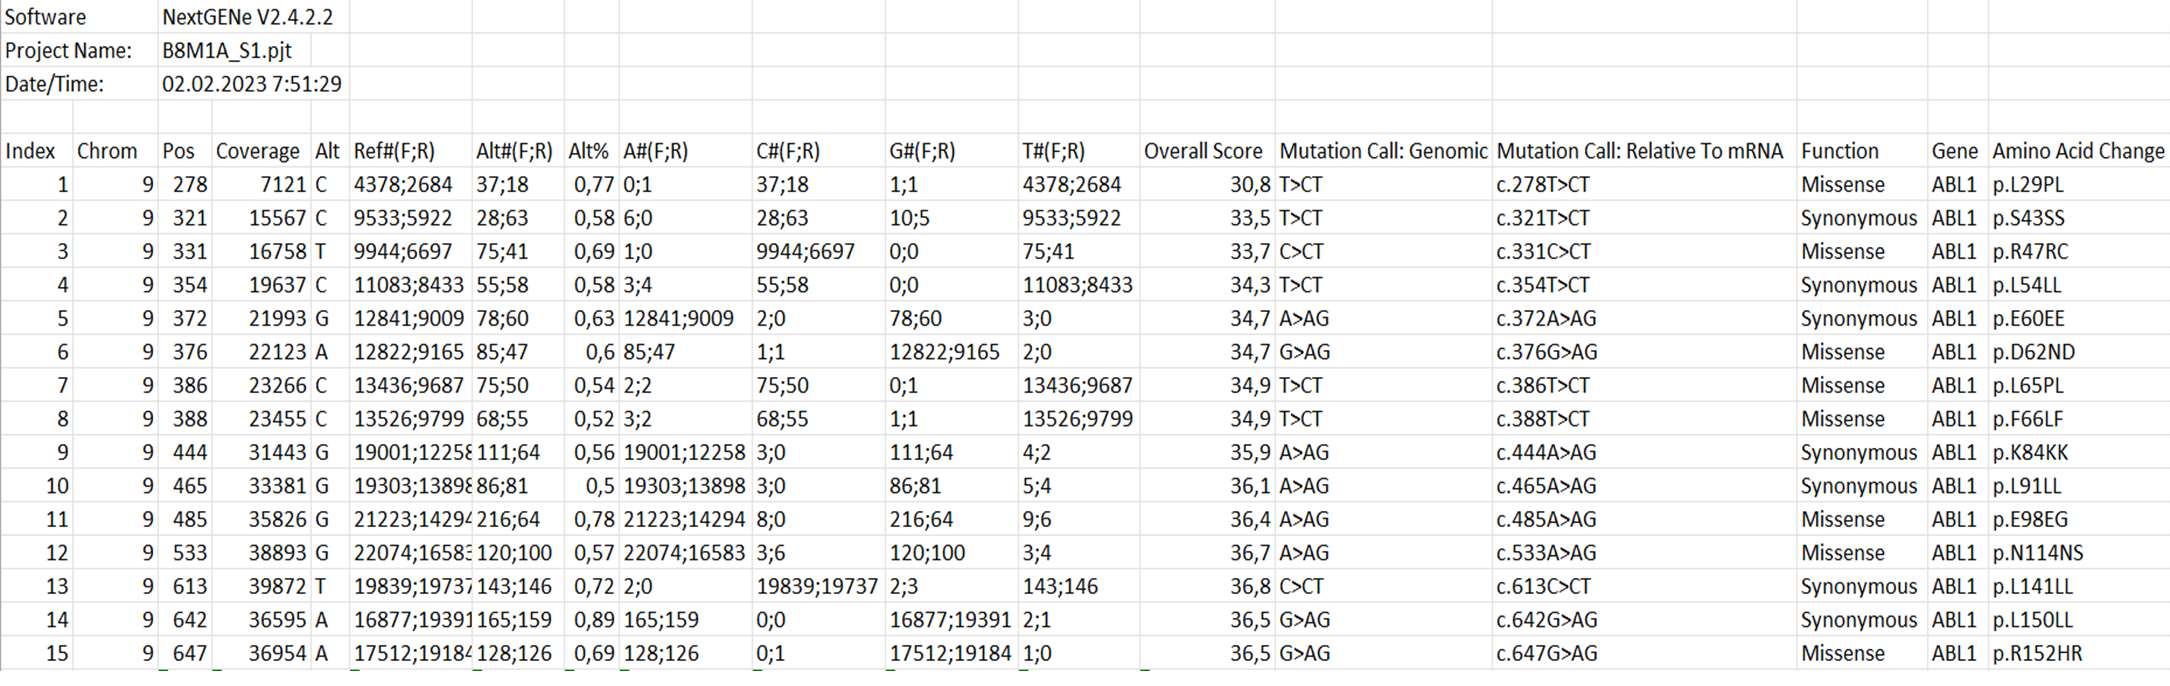 Software NextGENe V2.4.2.2
Project Name: B8M1A_S1.pjt
Date/Time: 02.02.2023 7:51:29
Index Chrom Pos Coverage Alt Ref#(F;R) Alt#(F;R) Alt% A#(F;R) C#(F;R) G#(F;R) T#(F;R) Overall Score Mutation Call: Genomic Mutation Call: Relative To mRNA Function Gene Amino Acid Change
1 9 278 7121 C 4378;2684 37;18 0,77 0;1 37;18 1;1 4378;2684 30,8 T>CT c.278T>CT Missense ABL1 p.L29PL
2 9 321 15567 C 9533;5922 28;63 0,58 6;0 28;63 10;5 9533;5922 33,5 T>CT c.321T>CT Synonymous ABL1 p.S43SS
3 9 331 16758 T 9944;6697 75;41 0,69 1;0 9944;6697 0;0 75;41 33,7 C>CT c.331C>CT Missense ABL1 p.R47RC
4 9 354 19637 C 11083;8433 55;58 0,58 3;4 55;58 0;0 11083;8433 34,3 T>CT c.354T>CT Synonymous ABL1 p.L54LL
5 9 372 21993 G 12841;9009 78;60 0,63 12841;9009 2;0 78;60 3;0 34,7 A>AG c.372A>AG Synonymous ABL1 p.E60EE
6 9 376 22123 A 12822;9165 85;47 0,6 85;47 1;1 12822;9165 2;0 34,7 G>AG c.376G>AG Missense ABL1 p.D62ND
7 9 386 23266 C 13436;9687 75;50 0,54 2;2 75;50 0;1 13436;9687 34,9 T>CT c.386T>CT Missense ABL1 p.L65PL
8 9 388 23455 C 13526;9799 68;55 0,52 3;2 68;55 1;1 13526;9799 34,9 T>CT c.388T>CT Missense ABL1 p.F66LF
9 9 444 31443 G 19001;12258 111;64 0,56 19001;12258 3;0 111;64 4;2 35,9 A>AG c.444A>AG Synonymous ABL1 p.K84KK
10 9 465 33381 G 19303;13898 86;81 0,5 19303;13898 3;0 86;81 5;4 36,1 A>AG c.465A>AG Synonymous ABL1 p.L91LL
11 9 485 35826 G 21223;14294 216;64 0,78 21223;14294 8;0 216;64 9;6 36,4 A>AG c.485A>AG Missense ABL1 p.E98EG
12 9 533 38893 G 22074;16583 120;100 0,57 22074;16583 3;6 120;100 3;4 36,7 A>AG c.533A>AG Missense ABL1 p.N114NS
13 9 613 39872 T 19839;19737 143;146 0,72 2;0 19839;19737 2;3 143;146 36,8 C>CT c.613C>CT Synonymous ABL1 p.L141LL
14 9 642 36595 A 16877;19391 165;159 0,89 165;159 0;0 16877;19391 2;1 36,5 G>AG c.642G>AG Synonymous ABL1 p.L150LL
15 9 647 36954 A 17512;19184 128;126 0,69 128;126 0;1 17512;19184 1;0 36,5 G>AG c.647G>AG Missense ABL1 p.R152HR